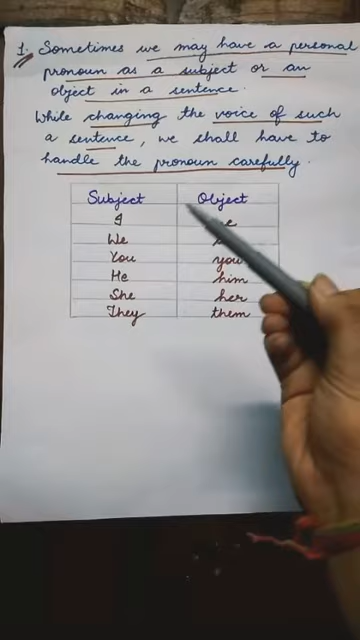 1. Sometimes we may have a personal
pronoun as a subject or an
object in a sentence.
While changing the voice of such
a sentence, we shall have to
handle the pronoun carefully.
Subject Object
I
We
You you
He him
She her
They them